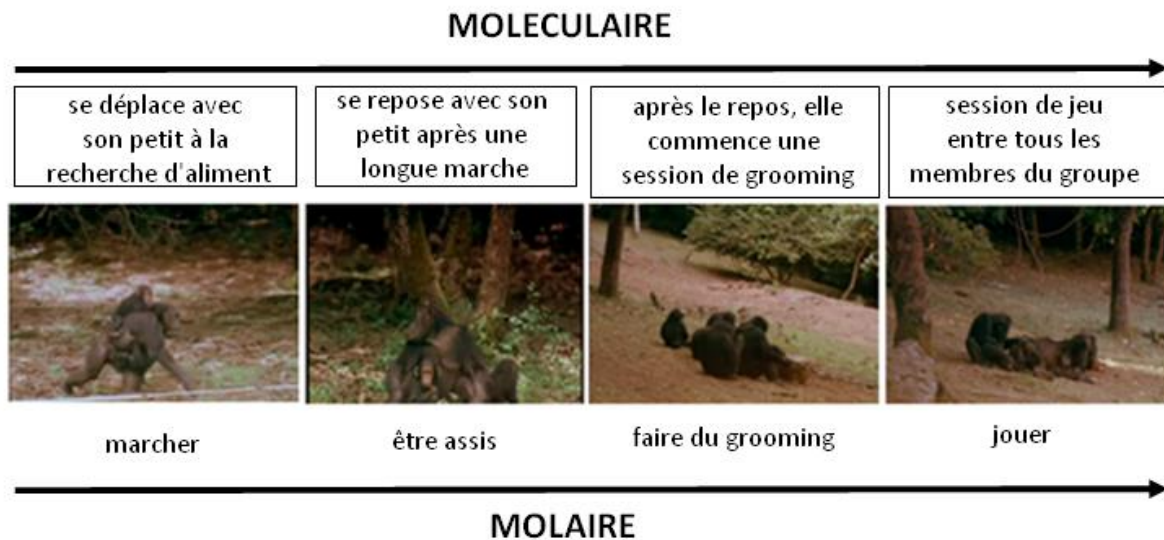 MOLECULAIRE
se déplace avec
son petit à la
recherche d'aliment
se repose avec son
petit après une
longue marche
après le repos, elle
commence une
session de grooming
session de jeu
entre tous les
membres du groupe
marcher
être assis
faire du grooming
jouer
MOLAIRE